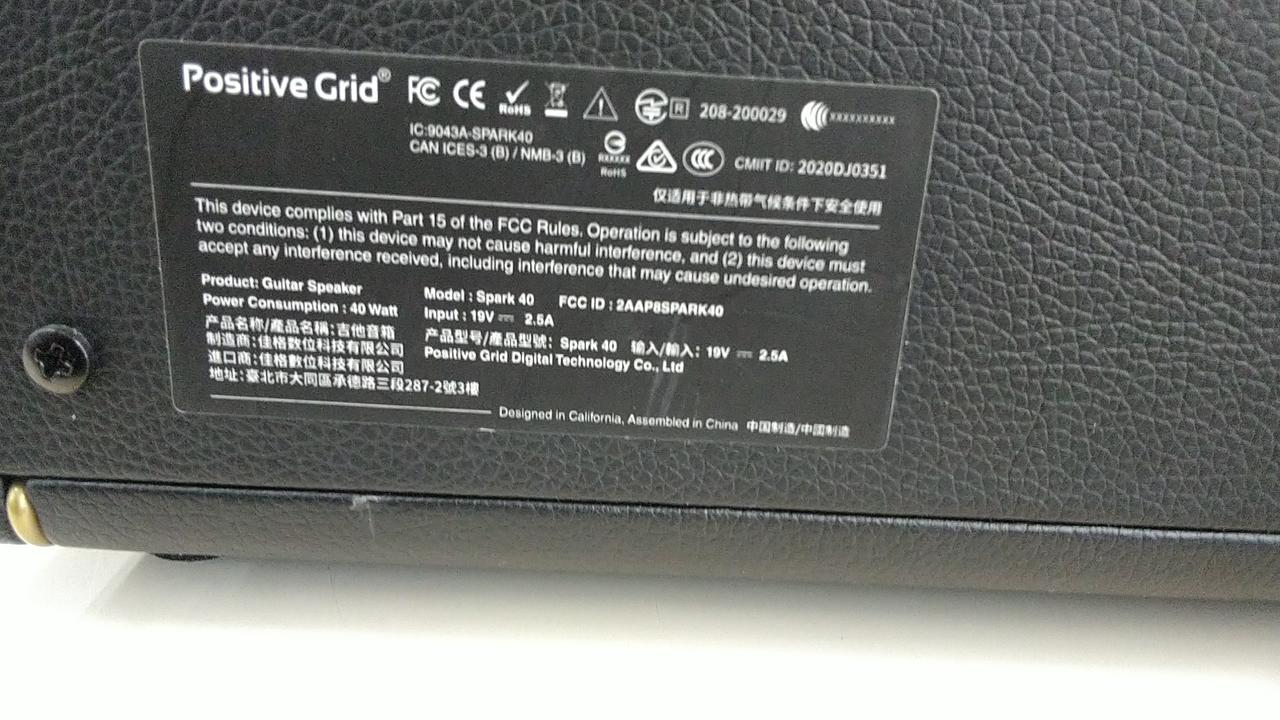 Positive Grid® FC CE RoHS R 208-200029 XXXXXXXXXX
IC:9043A-SPARK40
CAN ICES-3 (B) / NMB-3 (B) RXXXXX RoHS CCC CMIIT ID: 2020DJ0351
仅适用于非热带气候条件下安全使用
This device complies with Part 15 of the FCC Rules. Operation is subject to the following
two conditions: (1) this device may not cause harmful interference, and (2) this device must
accept any interference received, including interference that may cause undesired operation.
Product: Guitar Speaker
Power Consumption : 40 Watt
产品名称/產品名稱:吉他音箱
制造商:佳格數位科技有限公司
進口商:佳格數位科技有限公司
地址:臺北市大同區承德路三段287-2號3樓
Model : Spark 40 FCC ID : 2AAP8SPARK40
Input : 19V ⎓ 2.5A
产品型号/產品型號: Spark 40 输入/輸入: 19V ⎓ 2.5A
Positive Grid Digital Technology Co., Ltd
Designed in California, Assembled in China 中国制造/中國制造